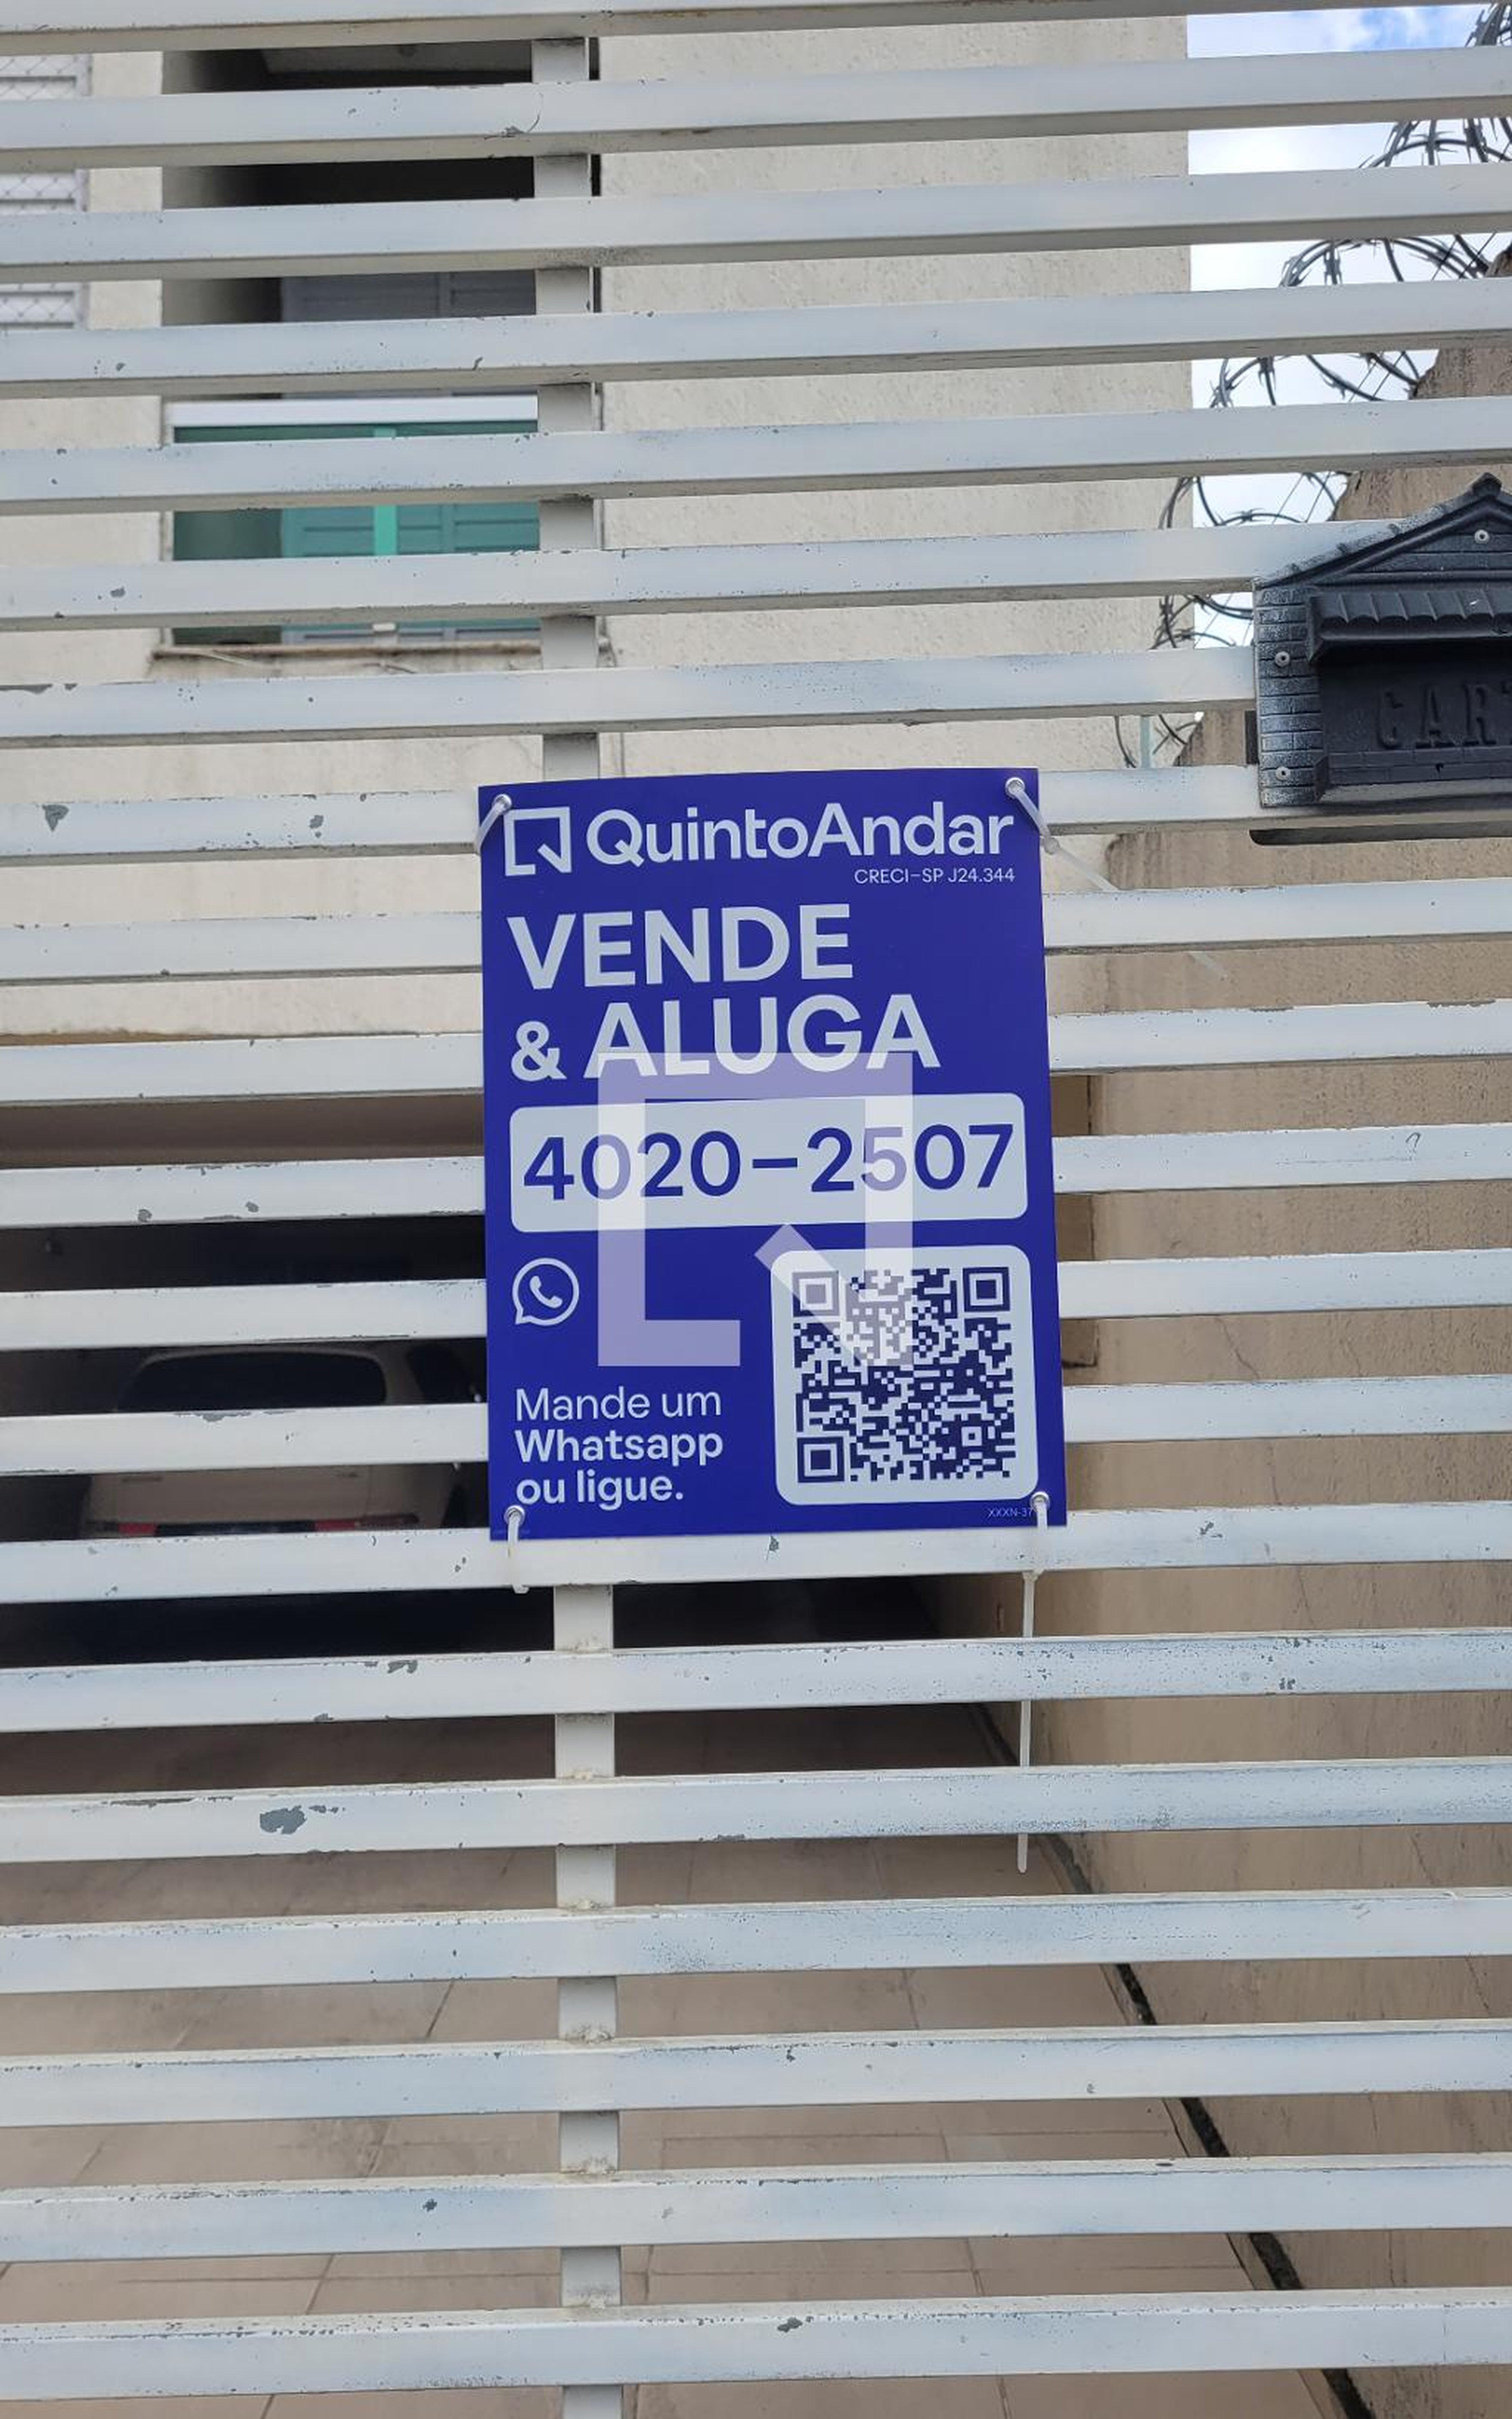 QuintoAndar
CRECI-SP J24.344
VENDE
& ALUGA
4020-2507
Mande um
Whatsapp
ou ligue.